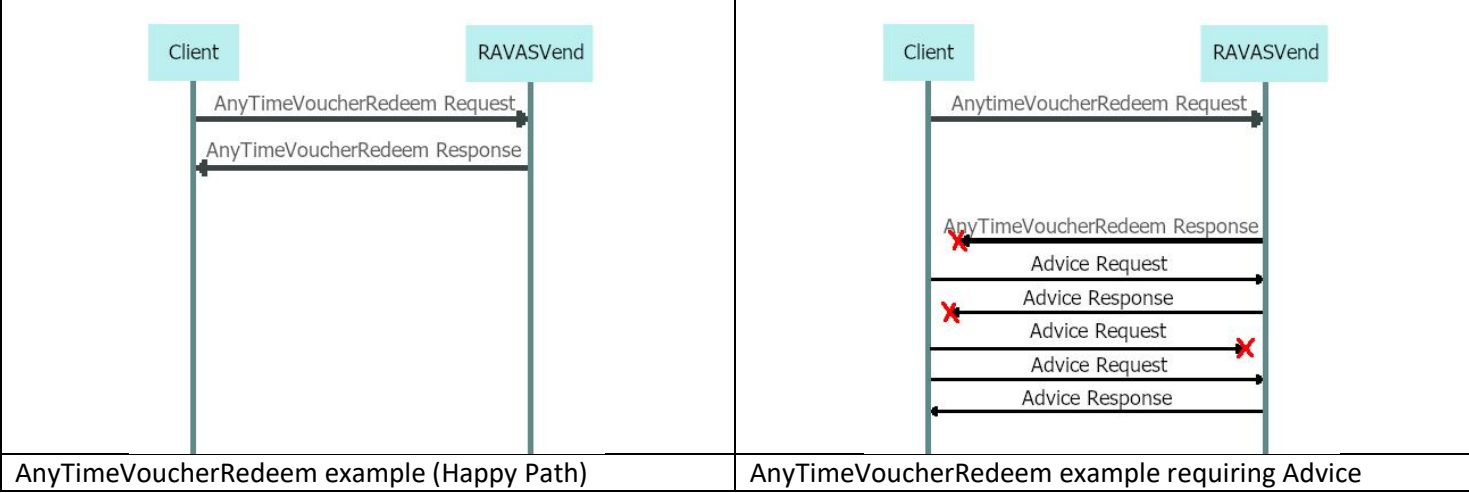 Client
RAVASVend
AnyTimeVoucherRedeem Request
AnyTimeVoucherRedeem Response
AnyTimeVoucherRedeem example (Happy Path)
Client
RAVASVend
AnytimeVoucherRedeem Request
AnyTimeVoucherRedeem Response
Advice Request
Advice Response
Advice Request
Advice Request
Advice Response
AnyTimeVoucherRedeem example requiring Advice